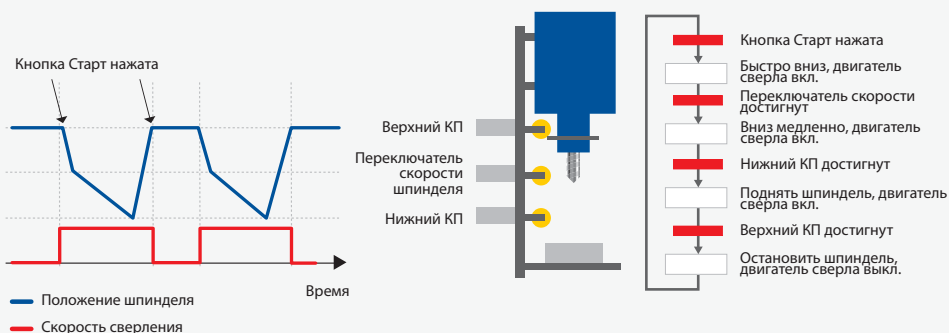 Кнопка Старт нажата
Время
Положение шпинделя
Скорость сверления
Верхний КП
Переключатель
скорости
шпинделя
Нижний КП
Кнопка Старт нажата
Быстро вниз, двигатель
сверла вкл.
Переключатель скорости
достигнут
Вниз медленно, двигатель
сверла вкл.
Нижний КП достигнут
Поднять шпиндель, двигатель
сверла вкл.
Верхний КП достигнут
Остановить шпиндель,
двигатель сверла выкл.